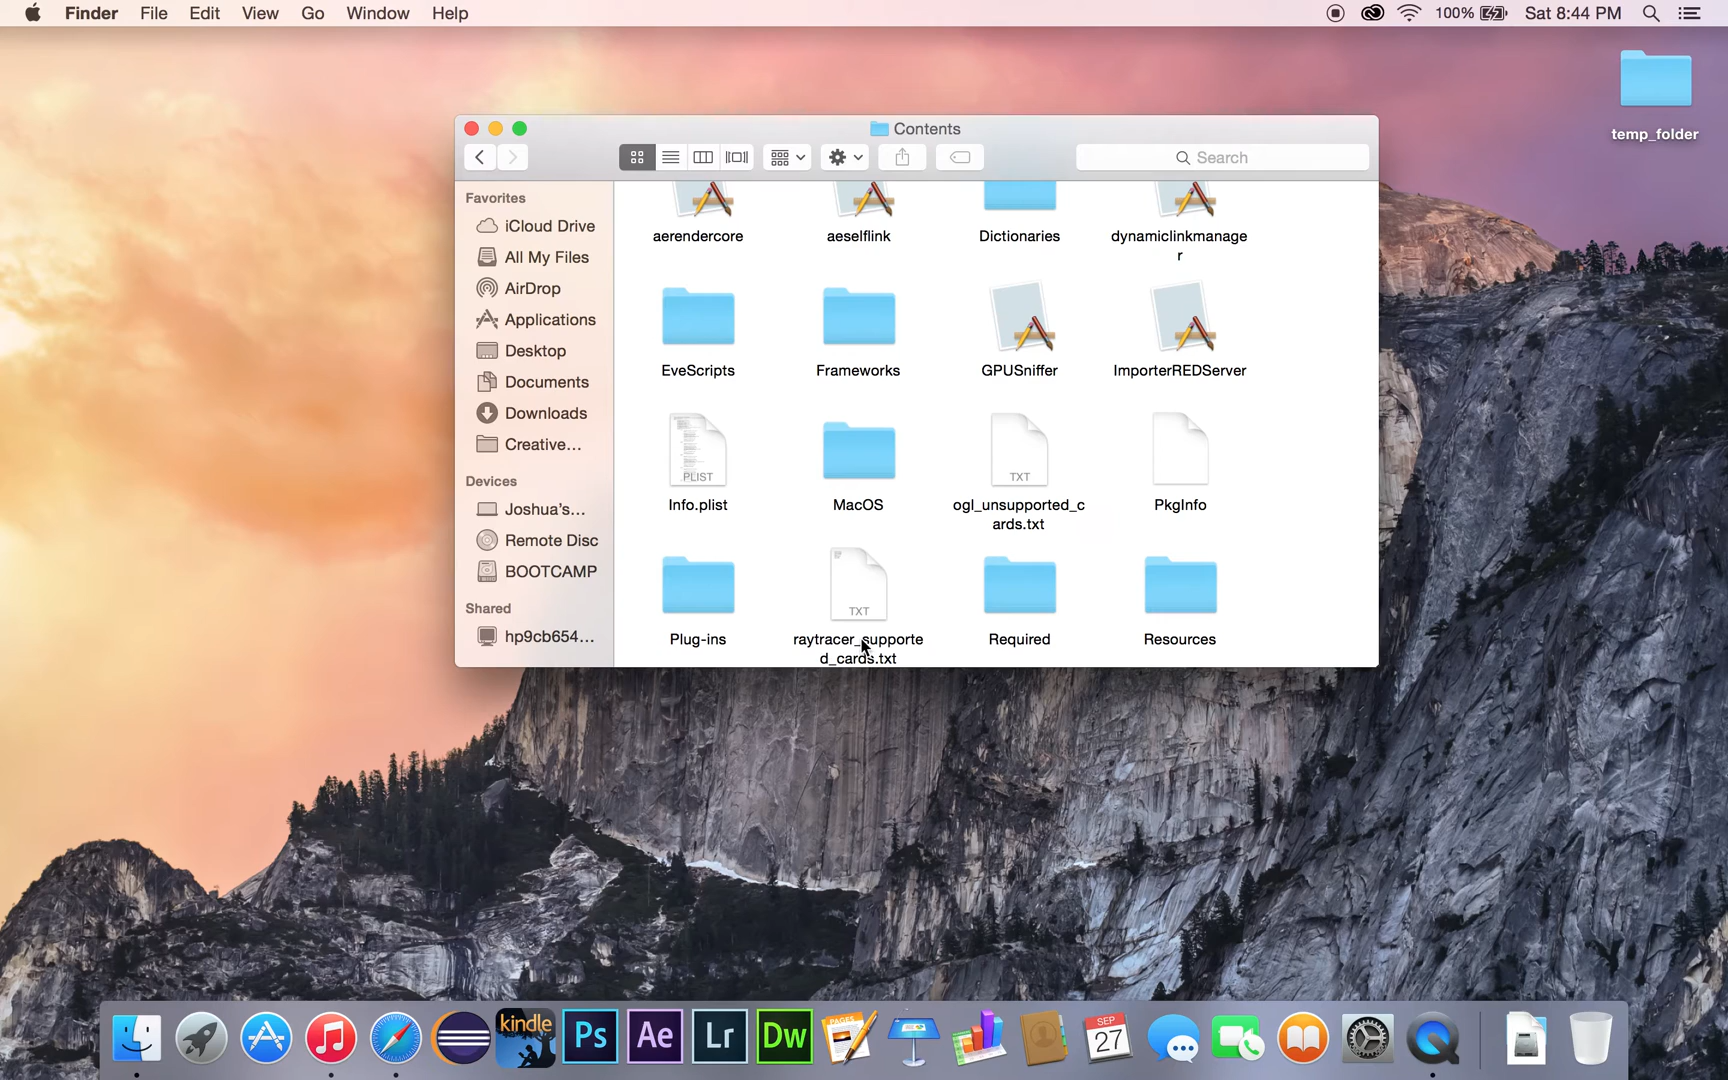 Finder File Edit View Go Window Help 100% Sat 8:44 PM
temp_folder
Contents
Search
Favorites
iCloud Drive
All My Files
AirDrop
Applications
Desktop
Documents
Downloads
Creative...
Devices
Joshua's...
Remote Disc
BOOTCAMP
Shared
hp9cb654...
aerendercore
aeselflink
Dictionaries
dynamiclinkmanage
r
EveScripts
Frameworks
GPUSniffer
ImporterREDServer
PLIST
Info.plist
MacOS
TXT
ogl_unsupported_c
ards.txt
PkgInfo
Plug-ins
TXT
raytracer_supporte
d_cards.txt
Required
Resources
kindle
Ps
Ae
Lr
Dw
PAGES
SEP
27